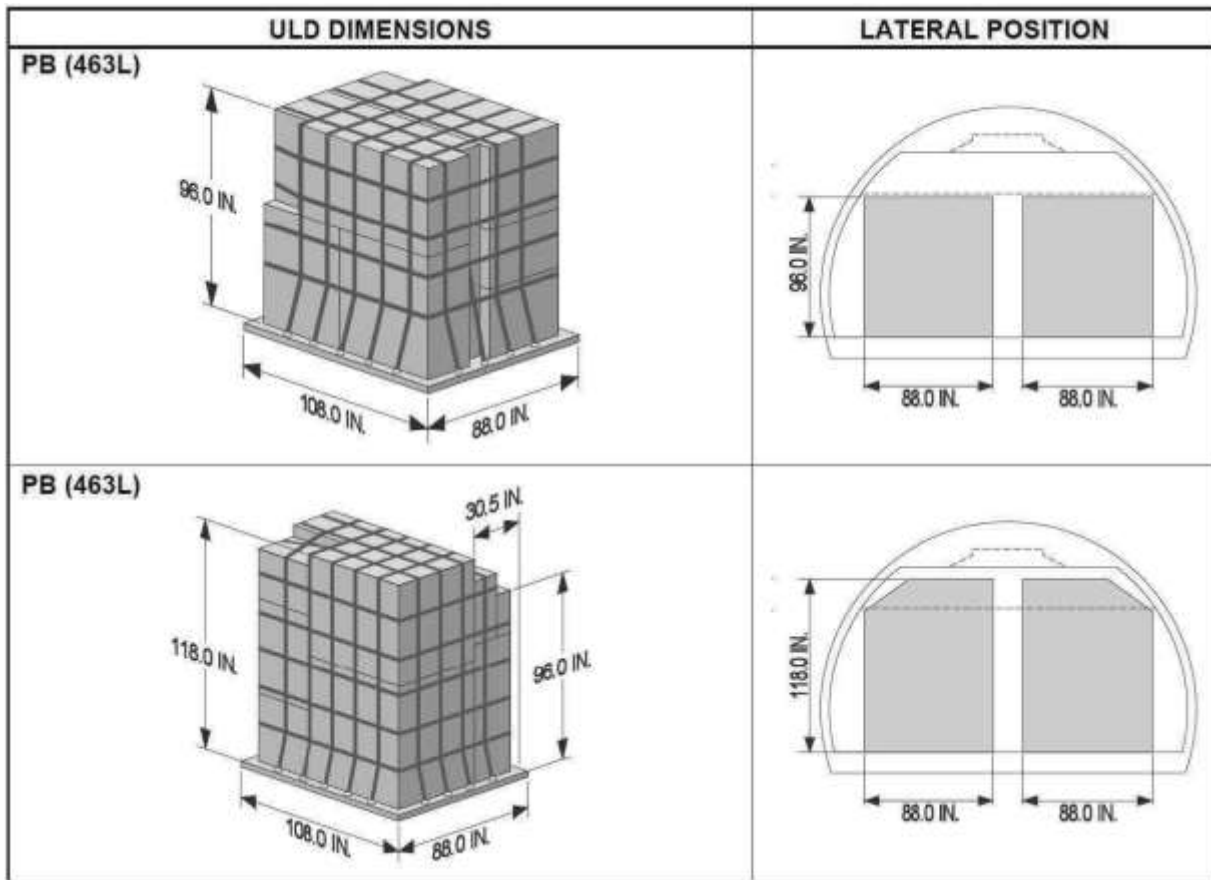 ULD DIMENSIONS
LATERAL POSITION
PB (463L)
96.0 IN.
108.0 IN.
88.0 IN.
96.0 IN.
88.0 IN.
88.0 IN.
PB (463L)
30.5 IN.
118.0 IN.
96.0 IN.
108.0 IN.
88.0 IN.
118.0 IN.
88.0 IN.
88.0 IN.